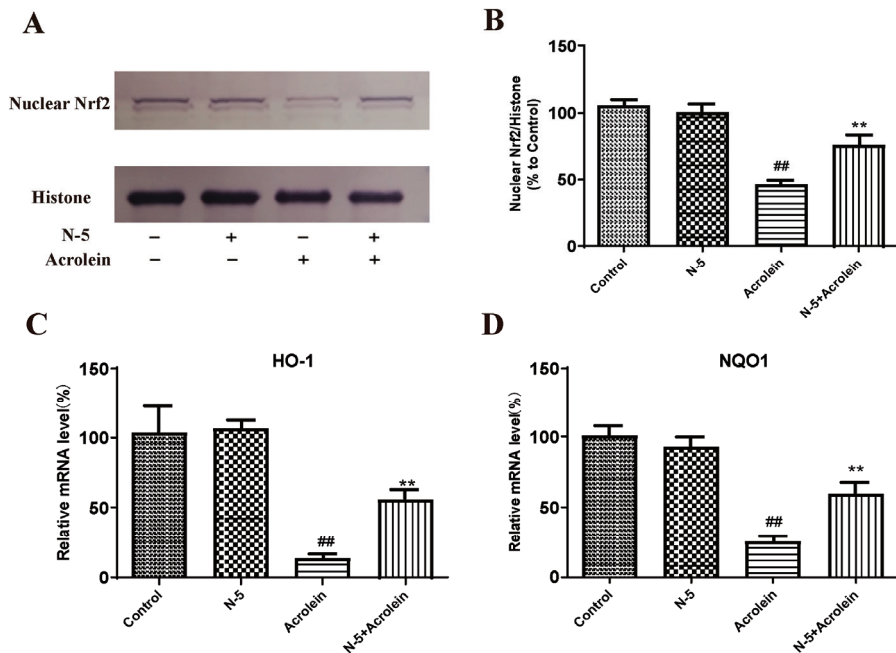 A
Nuclear Nrf2
Histone
N-5 − + − +
Acrolein − − + +
B
Nuclear Nrf2/Histone
(% to Control)
150
100
50
0
##
**
Control
N-5
Acrolein
N-5+Acrolein
C
HO-1
Relative mRNA level(%)
150
100
50
0
##
**
Control
N-5
Acrolein
N-5+Acrolein
D
NQO1
Relative mRNA level(%)
150
100
50
0
##
**
Control
N-5
Acrolein
N-5+Acrolein